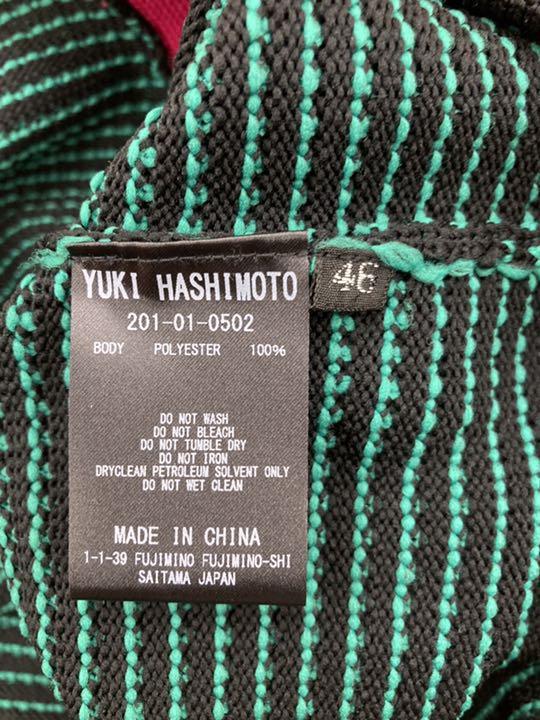 YUKI HASHIMOTO
46
201-01-0502
BODY POLYESTER 100%
DO NOT WASH
DO NOT BLEACH
DO NOT TUMBLE DRY
DO NOT IRON
DRYCLEAN PETROLEUM SOLVENT ONLY
DO NOT WET CLEAN
MADE IN CHINA
1-1-39 FUJIMINO FUJIMINO-SHI
SAITAMA JAPAN